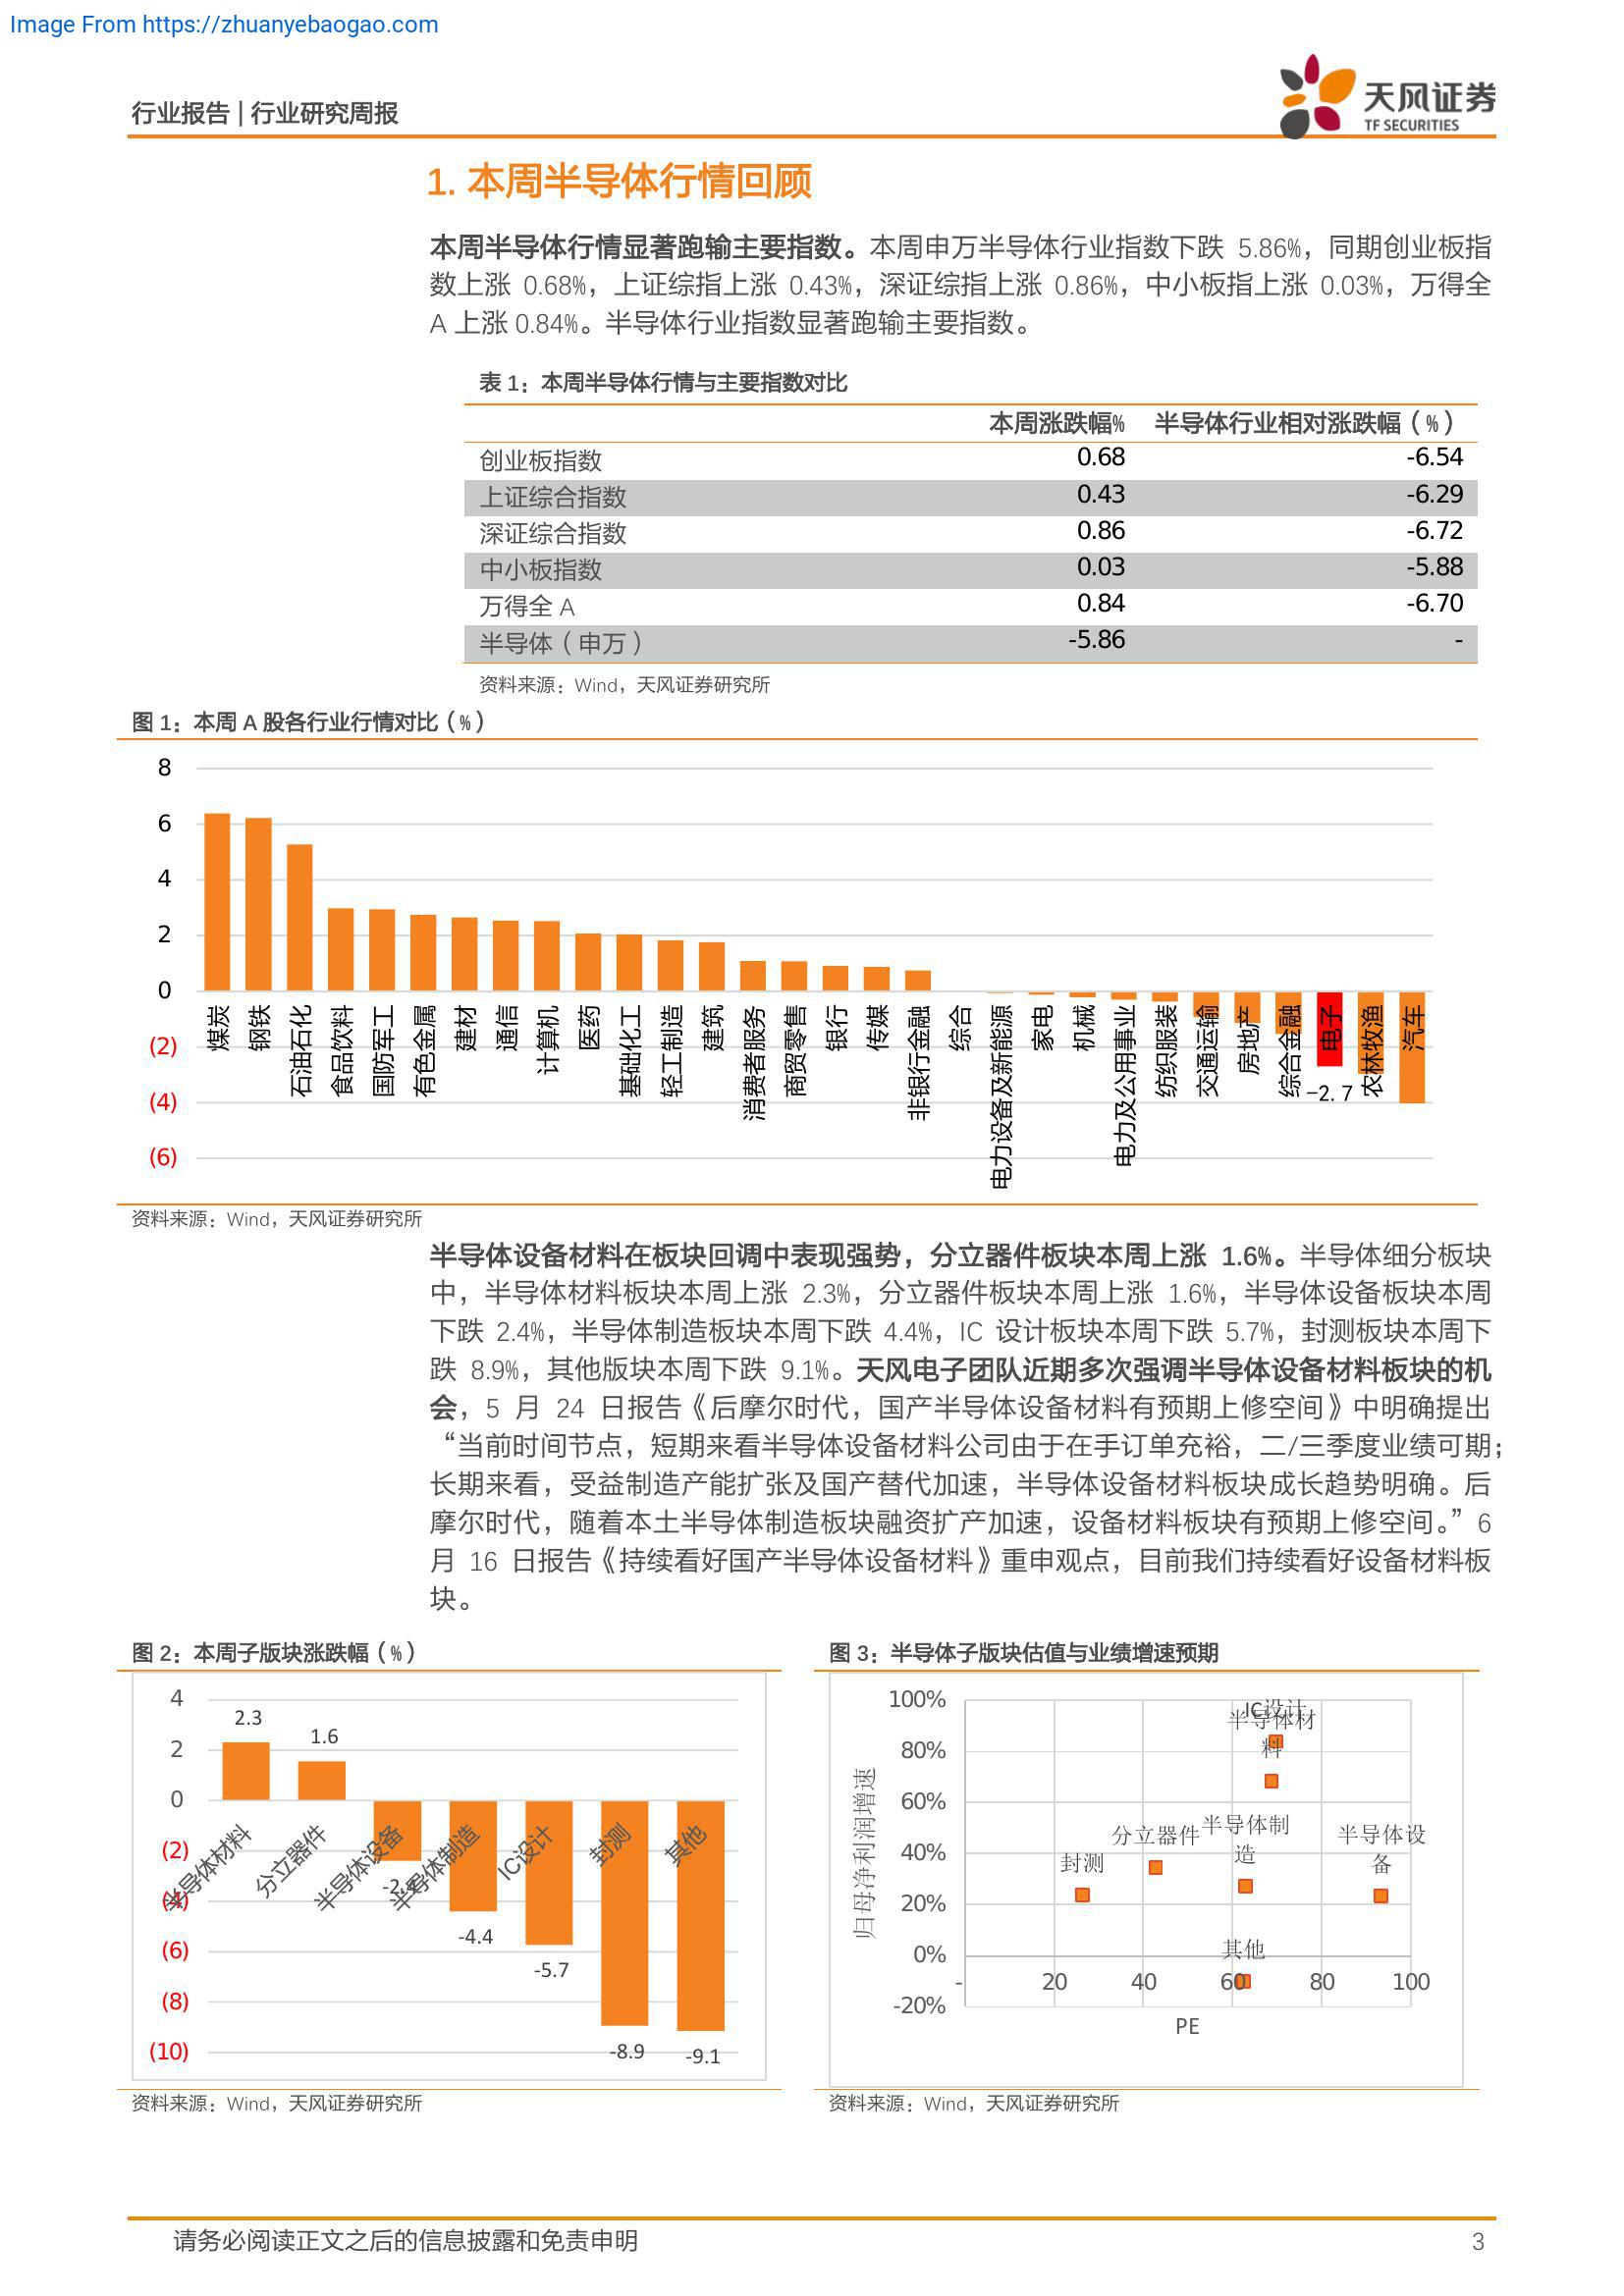 Image From https://zhuanyebaogao.com
行业报告 | 行业研究周报
天风证券
TF SECURITIES
1. 本周半导体行情回顾
本周半导体行情显著跑输主要指数。本周申万半导体行业指数下跌 5.86%，同期创业板指
数上涨 0.68%，上证综指上涨 0.43%，深证综指上涨 0.86%，中小板指上涨 0.03%，万得全
A 上涨 0.84%。半导体行业指数显著跑输主要指数。
表 1：本周半导体行情与主要指数对比
本周涨跌幅% 半导体行业相对涨跌幅（%）
创业板指数 0.68 -6.54
上证综合指数 0.43 -6.29
深证综合指数 0.86 -6.72
中小板指数 0.03 -5.88
万得全 A 0.84 -6.70
半导体（申万） -5.86 -
资料来源：Wind，天风证券研究所
图 1：本周 A 股各行业行情对比（%）
8
6
4
2
0
(2)
(4)
(6)
煤炭
钢铁
石油石化
食品饮料
国防军工
有色金属
建材
通信
计算机
医药
基础化工
轻工制造
建筑
消费者服务
商贸零售
银行
传媒
非银行金融
综合
电力设备及新能源
家电
机械
电力及公用事业
纺织服装
交通运输
房地产
综合金融
电子
农林牧渔
汽车
-2.7
资料来源：Wind，天风证券研究所
半导体设备材料在板块回调中表现强势，分立器件板块本周上涨 1.6%。半导体细分板块
中，半导体材料板块本周上涨 2.3%，分立器件板块本周上涨 1.6%，半导体设备板块本周
下跌 2.4%，半导体制造板块本周下跌 4.4%，IC 设计板块本周下跌 5.7%，封测板块本周下
跌 8.9%，其他版块本周下跌 9.1%。天风电子团队近期多次强调半导体设备材料板块的机
会，5 月 24 日报告《后摩尔时代，国产半导体设备材料有预期上修空间》中明确提出
“当前时间节点，短期来看半导体设备材料公司由于在手订单充裕，二/三季度业绩可期；
长期来看，受益制造产能扩张及国产替代加速，半导体设备材料板块成长趋势明确。后
摩尔时代，随着本土半导体制造板块融资扩产加速，设备材料板块有预期上修空间。”6
月 16 日报告《持续看好国产半导体设备材料》重申观点，目前我们持续看好设备材料板
块。
图 2：本周子版块涨跌幅（%）
4
2
0
(2)
(4)
(6)
(8)
(10)
2.3
1.6
-2.4
-4.4
-5.7
-8.9
-9.1
半导体材料
分立器件
半导体设备
半导体制造
IC设计
封测
其他
资料来源：Wind，天风证券研究所
图 3：半导体子版块估值与业绩增速预期
100%
80%
60%
40%
20%
0%
-20%
归母净利润增速
IC设计
半导体材
料
分立器件
半导体制
造
半导体设
备
封测
其他
- 20 40 60 80 100
PE
资料来源：Wind，天风证券研究所
请务必阅读正文之后的信息披露和免责申明 3